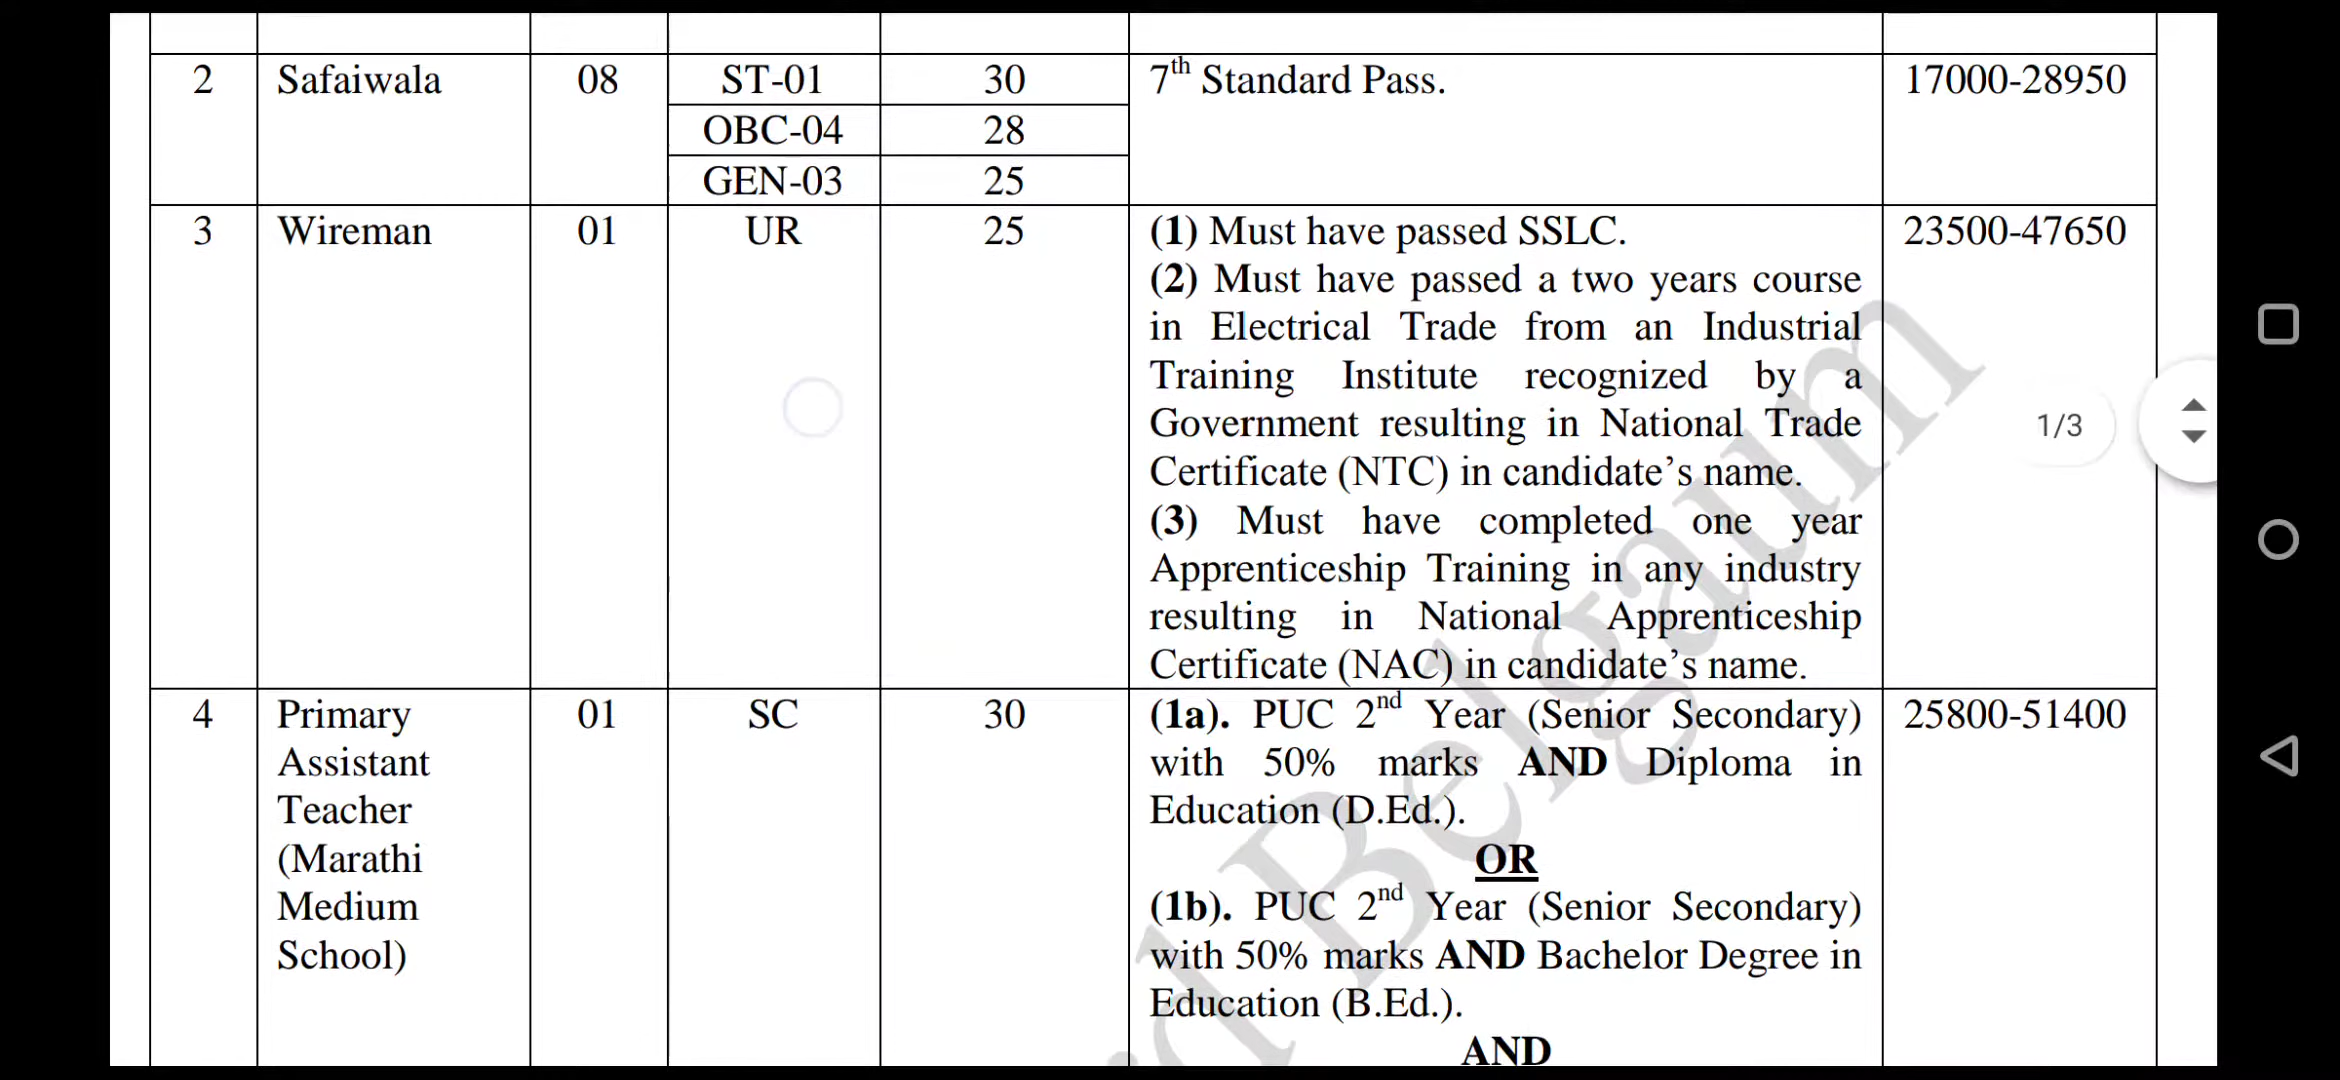 2 Safaiwala 08 ST-01 30 7th Standard Pass. 17000-28950
OBC-04 28
GEN-03 25
3 Wireman 01 UR 25 (1) Must have passed SSLC. 23500-47650
(2) Must have passed a two years course
in Electrical Trade from an Industrial
Training Institute recognized by a
Government resulting in National Trade
Certificate (NTC) in candidate’s name.
(3) Must have completed one year
Apprenticeship Training in any industry
resulting in National Apprenticeship
Certificate (NAC) in candidate’s name.
4 Primary 01 SC 30 (1a). PUC 2nd Year (Senior Secondary) 25800-51400
Assistant with 50% marks AND Diploma in
Teacher Education (D.Ed.).
(Marathi OR
Medium (1b). PUC 2nd Year (Senior Secondary)
School) with 50% marks AND Bachelor Degree in
Education (B.Ed.).
AND
1/3
Belgaum